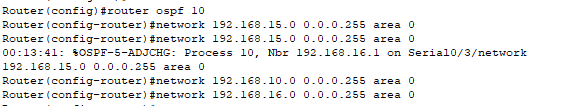 Router(config)#router ospf 10
Router(config-router)#network 192.168.15.0 0.0.0.255 area 0
Router(config-router)#network 192.168.15.0 0.0.0.255 area 0
00:13:41: %OSPF-5-ADJCHG: Process 10, Nbr 192.168.16.1 on Serial0/3/network
192.168.15.0 0.0.0.255 area 0
Router(config-router)#network 192.168.10.0 0.0.0.255 area 0
Router(config-router)#network 192.168.16.0 0.0.0.255 area 0